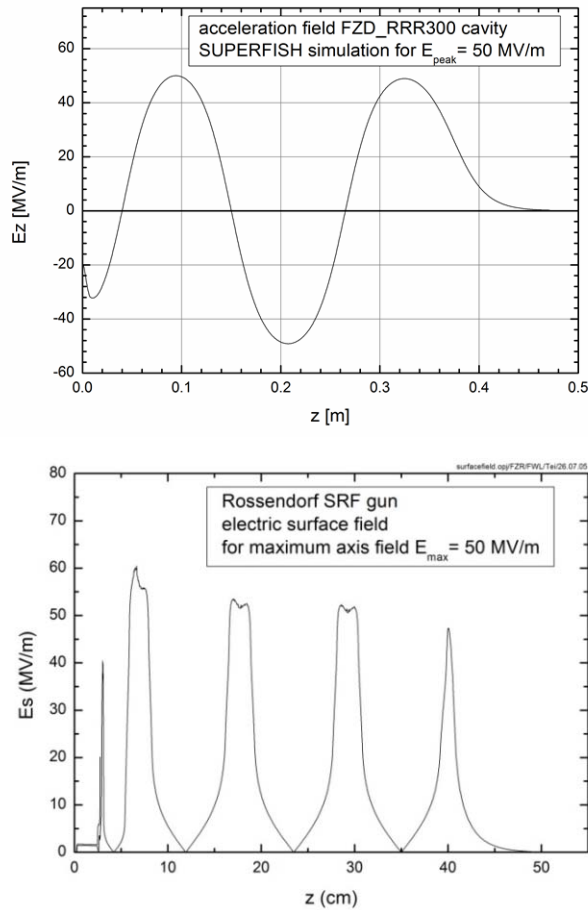 acceleration field FZD_RRR300 cavity
SUPERFISH simulation for E_peak= 50 MV/m
60
40
20
0
-20
-40
-60
Ez [MV/m]
0.0 0.1 0.2 0.3 0.4 0.5
z [m]
surfacefield.opj/FZR/FWL/Tei/26.07.05
Rossendorf SRF gun
electric surface field
for maximum axis field E_max= 50 MV/m
80
70
60
50
40
30
20
10
0
Es (MV/m)
0 10 20 30 40 50
z (cm)